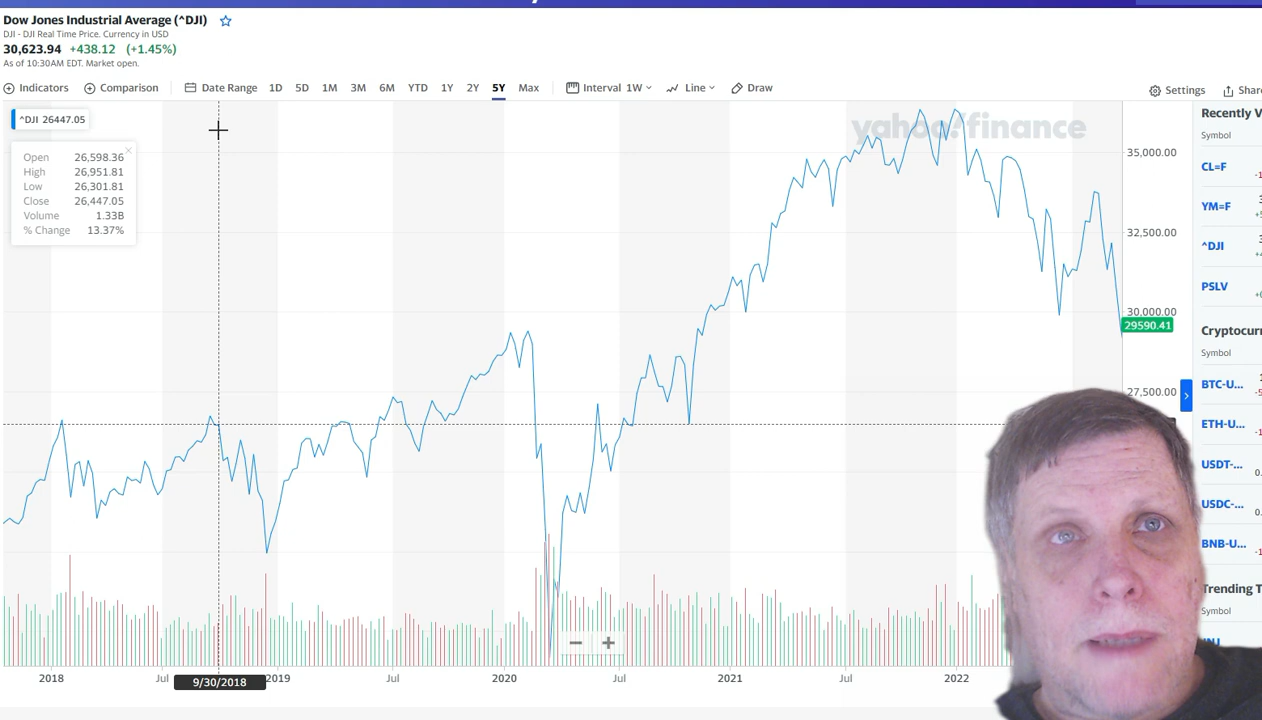 Dow Jones Industrial Average (^DJI)
DJI - DJI Real Time Price. Currency in USD
30,623.94 +438.12 (+1.45%)
As of 10:30AM EDT. Market open.
Indicators Comparison Date Range 1D 5D 1M 3M 6M YTD 1Y 2Y 5Y Max Interval 1W Line Draw Settings Share
^DJI 26447.05
yahoo! finance
Open 26,598.36
High 26,951.81
Low 26,301.81
Close 26,447.05
Volume 1.33B
% Change 13.37%
35,000.00
32,500.00
30,000.00
29590.41
27,500.00
Recently V
Symbol
CL=F
YM=F
^DJI
PSLV
Cryptocurr
Symbol
BTC-U...
ETH-U...
USDT-...
USDC-...
BNB-U...
Trending T
Symbol
2018 Jul 9/30/2018 2019 Jul 2020 Jul 2021 Jul 2022